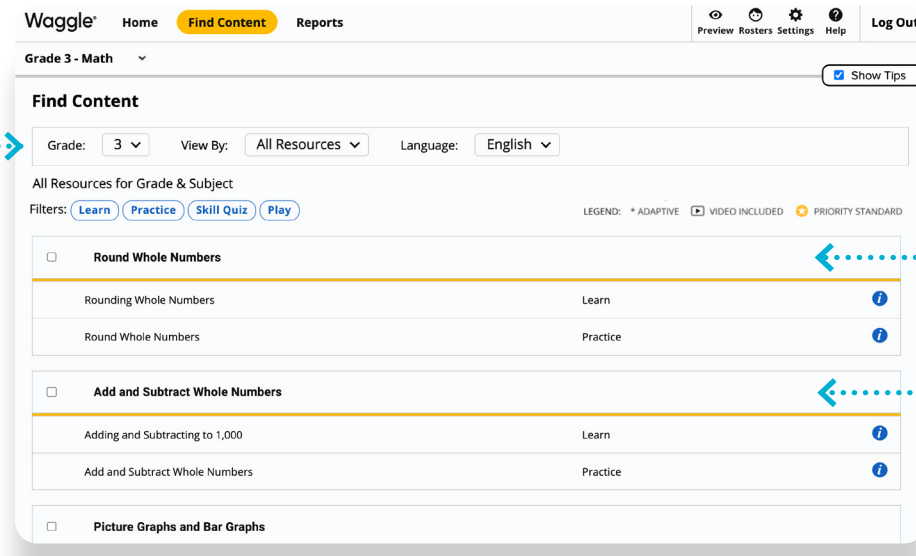 Waggle® Home Find Content Reports Preview Rosters Settings Help Log Out
Grade 3 - Math
Show Tips
Find Content
Grade: 3 View By: All Resources Language: English
All Resources for Grade & Subject
Filters: Learn Practice Skill Quiz Play LEGEND: * ADAPTIVE VIDEO INCLUDED PRIORITY STANDARD
Round Whole Numbers
Rounding Whole Numbers Learn i
Round Whole Numbers Practice i
Add and Subtract Whole Numbers
Adding and Subtracting to 1,000 Learn i
Add and Subtract Whole Numbers Practice i
Picture Graphs and Bar Graphs